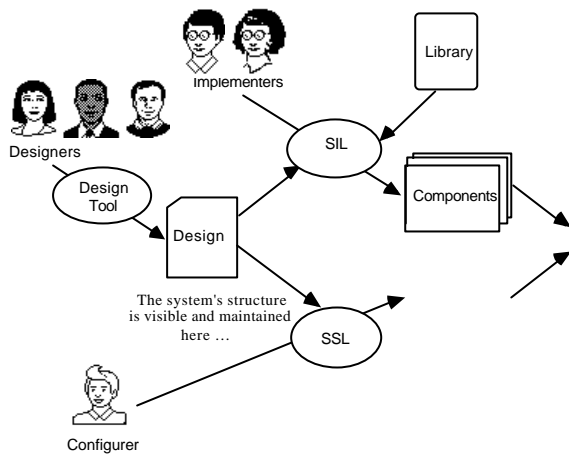 Implementers
Library
Designers
SIL
Design
Tool
Components
Design
The system's structure
is visible and maintained
here ...
SSL
Configurer